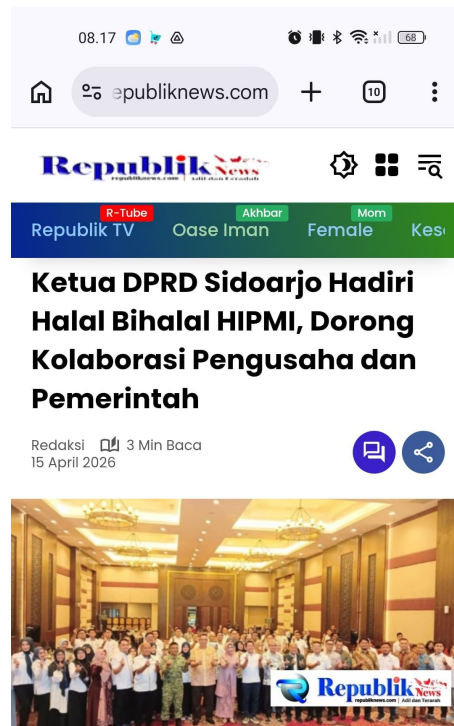 08.17
68
epubliknews.com
10
Republik News
republiknews.com | Adil dan Terarah
R-Tube
Akhbar
Mom
Republik TV
Oase Iman
Female
Kes
Ketua DPRD Sidoarjo Hadiri
Halal Bihalal HIPMI, Dorong
Kolaborasi Pengusaha dan
Pemerintah
Redaksi
3 Min Baca
15 April 2026
Republik News
republiknews.com | Adil dan Terarah